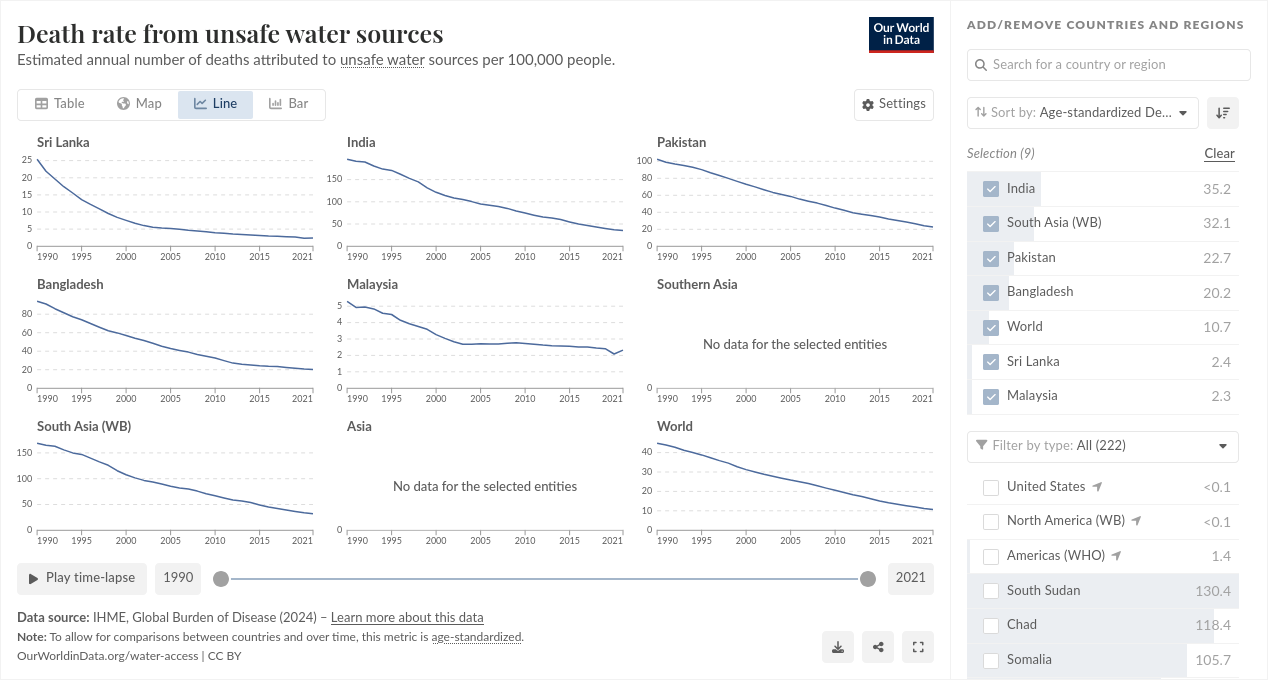 Death rate from unsafe water sources
Estimated annual number of deaths attributed to unsafe water sources per 100,000 people.
Our World
in Data
Table
Map
Line
Bar
Settings
Sri Lanka
25
20
15
10
5
0
1990 1995 2000 2005 2010 2015 2021
India
150
100
50
0
1990 1995 2000 2005 2010 2015 2021
Pakistan
100
80
60
40
20
0
1990 1995 2000 2005 2010 2015 2021
Bangladesh
80
60
40
20
0
1990 1995 2000 2005 2010 2015 2021
Malaysia
5
4
3
2
1
0
1990 1995 2000 2005 2010 2015 2021
Southern Asia
No data for the selected entities
0
1990 1995 2000 2005 2010 2015 2021
South Asia (WB)
150
100
50
0
1990 1995 2000 2005 2010 2015 2021
Asia
No data for the selected entities
0
1990 1995 2000 2005 2010 2015 2021
World
40
30
20
10
0
1990 1995 2000 2005 2010 2015 2021
Play time-lapse
1990
2021
Data source: IHME, Global Burden of Disease (2024) – Learn more about this data
Note: To allow for comparisons between countries and over time, this metric is age-standardized.
OurWorldinData.org/water-access | CC BY
ADD/REMOVE COUNTRIES AND REGIONS
Search for a country or region
Sort by: Age-standardized De...
Selection (9)
Clear
India 35.2
South Asia (WB) 32.1
Pakistan 22.7
Bangladesh 20.2
World 10.7
Sri Lanka 2.4
Malaysia 2.3
Filter by type: All (222)
United States <0.1
North America (WB) <0.1
Americas (WHO) 1.4
South Sudan 130.4
Chad 118.4
Somalia 105.7